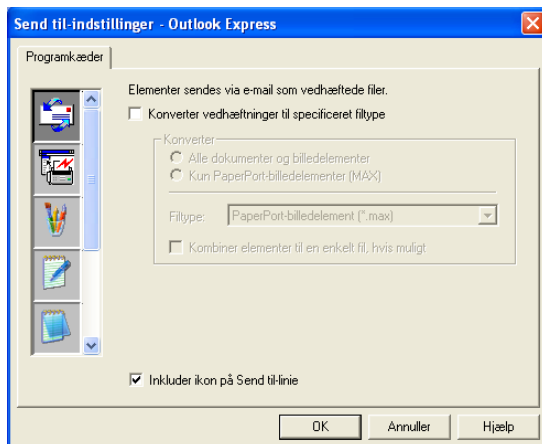 Send til-indstillinger - Outlook Express
Programkæder
Elementer sendes via e-mail som vedhæftede filer.
Konverter vedhæftninger til specificeret filtype
Konverter
Alle dokumenter og billedelementer
Kun PaperPort-billedelementer (MAX)
Filtype: PaperPort-billedelement (*.max)
Kombiner elementer til en enkelt fil, hvis muligt
Inkluder ikon på Send til-linie
OK Annuller Hjælp